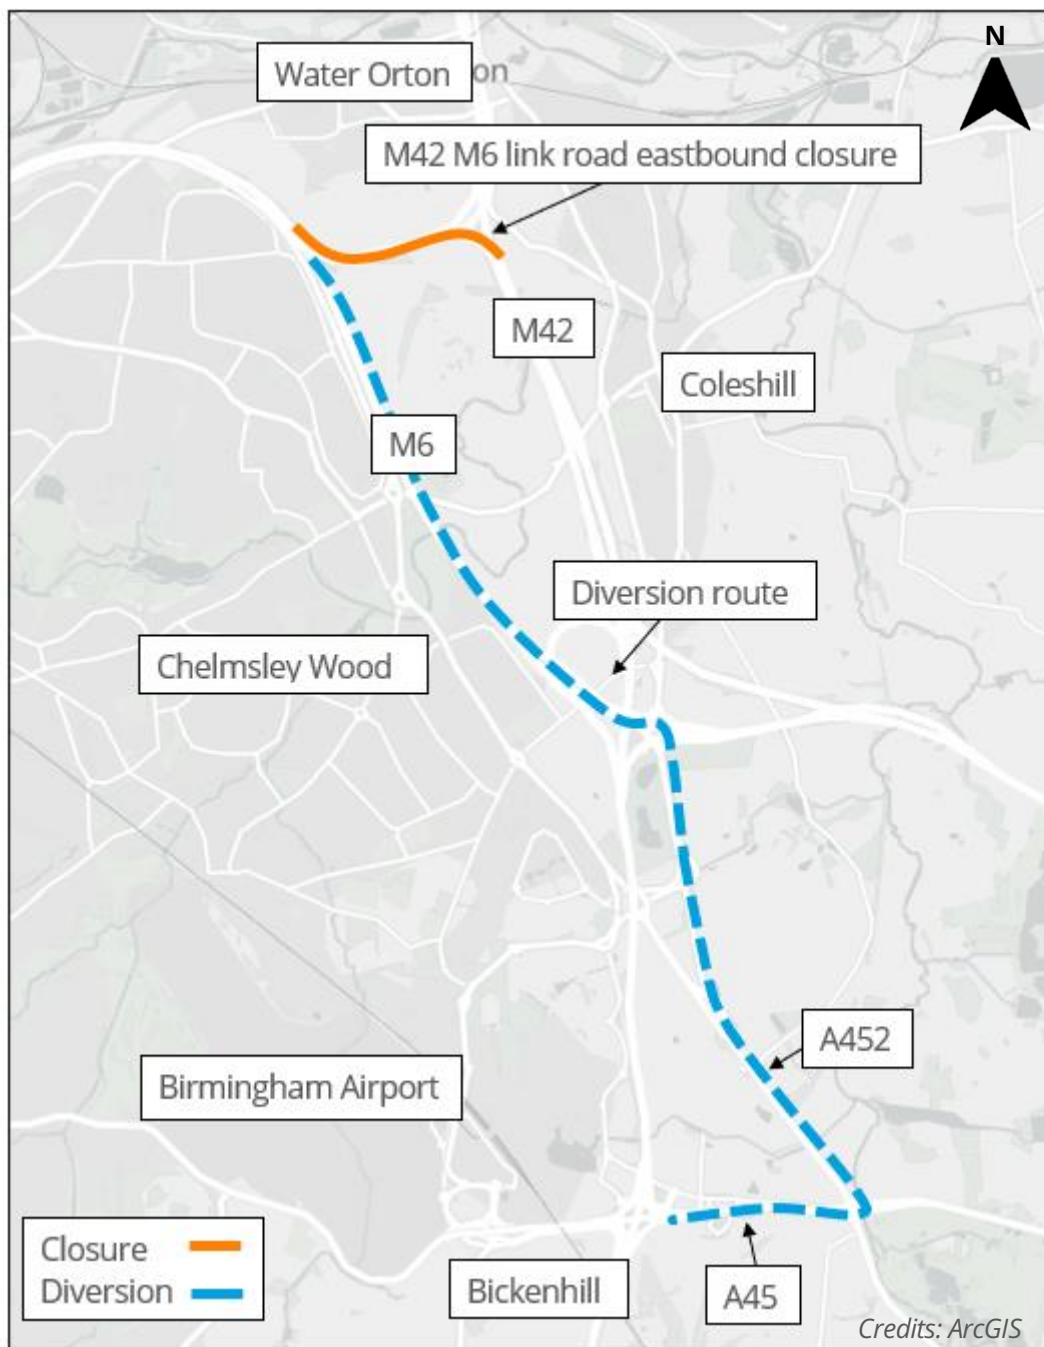 N
Water Orton on
M42 M6 link road eastbound closure
M42
Coleshill
M6
Diversion route
Chelmsley Wood
A452
Birmingham Airport
Closure
Diversion
Bickenhill
A45
Credits: ArcGIS